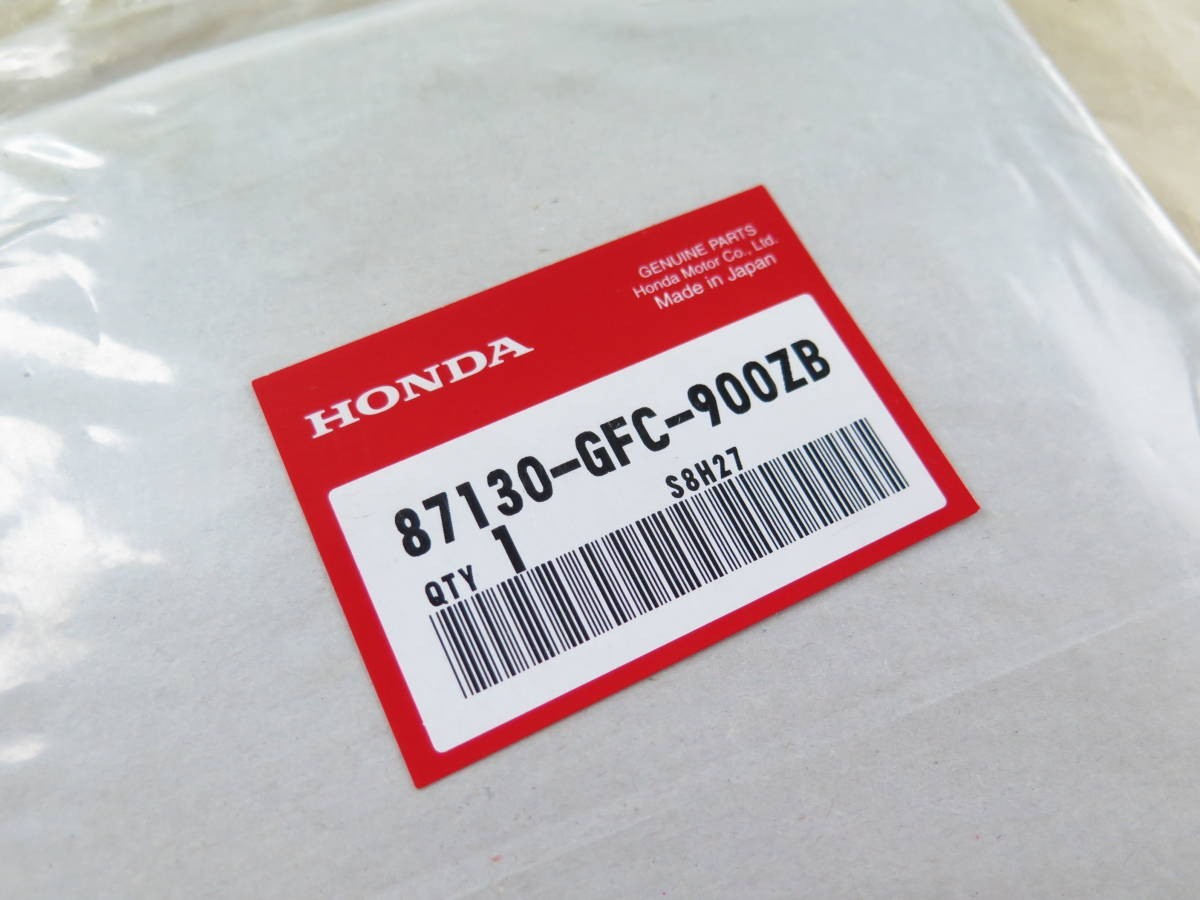 GENUINE PARTS
Honda Motor Co., Ltd.
Made in Japan
HONDA
87130-GFC-900ZB
QTY 1 S8H27